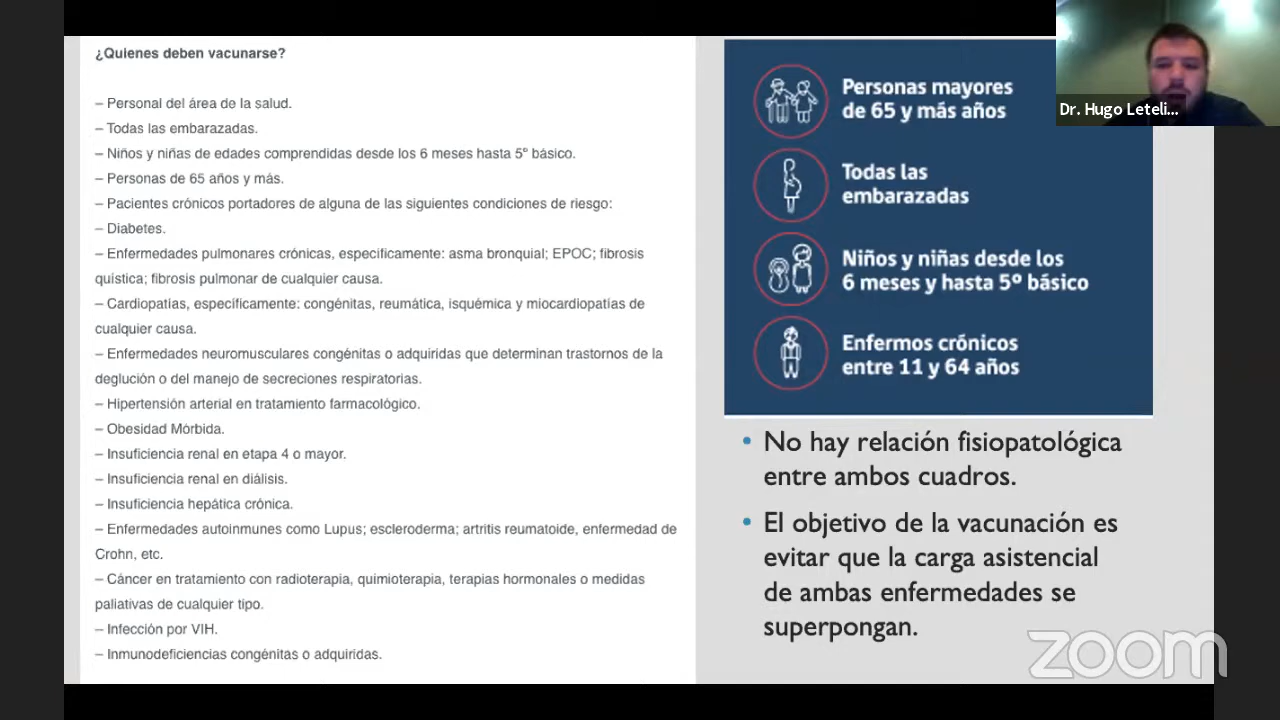 ¿Quienes deben vacunarse?
– Personal del área de la salud.
– Todas las embarazadas.
– Niños y niñas de edades comprendidas desde los 6 meses hasta 5º básico.
– Personas de 65 años y más.
– Pacientes crónicos portadores de alguna de las siguientes condiciones de riesgo:
– Diabetes.
– Enfermedades pulmonares crónicas, específicamente: asma bronquial; EPOC; fibrosis
quística; fibrosis pulmonar de cualquier causa.
– Cardiopatías, específicamente: congénitas, reumática, isquémica y miocardiopatías de
cualquier causa.
– Enfermedades neuromusculares congénitas o adquiridas que determinan trastornos de la
deglución o del manejo de secreciones respiratorias.
– Hipertensión arterial en tratamiento farmacológico.
– Obesidad Mórbida.
– Insuficiencia renal en etapa 4 o mayor.
– Insuficiencia renal en diálisis.
– Insuficiencia hepática crónica.
– Enfermedades autoinmunes como Lupus; escleroderma; artritis reumatoide, enfermedad de
Crohn, etc.
– Cáncer en tratamiento con radioterapia, quimioterapia, terapias hormonales o medidas
paliativas de cualquier tipo.
– Infección por VIH.
– Inmunodeficiencias congénitas o adquiridas.
Personas mayores
de 65 y más años
Todas las
embarazadas
Niños y niñas desde los
6 meses y hasta 5º básico
Enfermos crónicos
entre 11 y 64 años
• No hay relación fisiopatológica
entre ambos cuadros.
• El objetivo de la vacunación es
evitar que la carga asistencial
de ambas enfermedades se
superpongan.
Dr. Hugo Leteli...
zoom